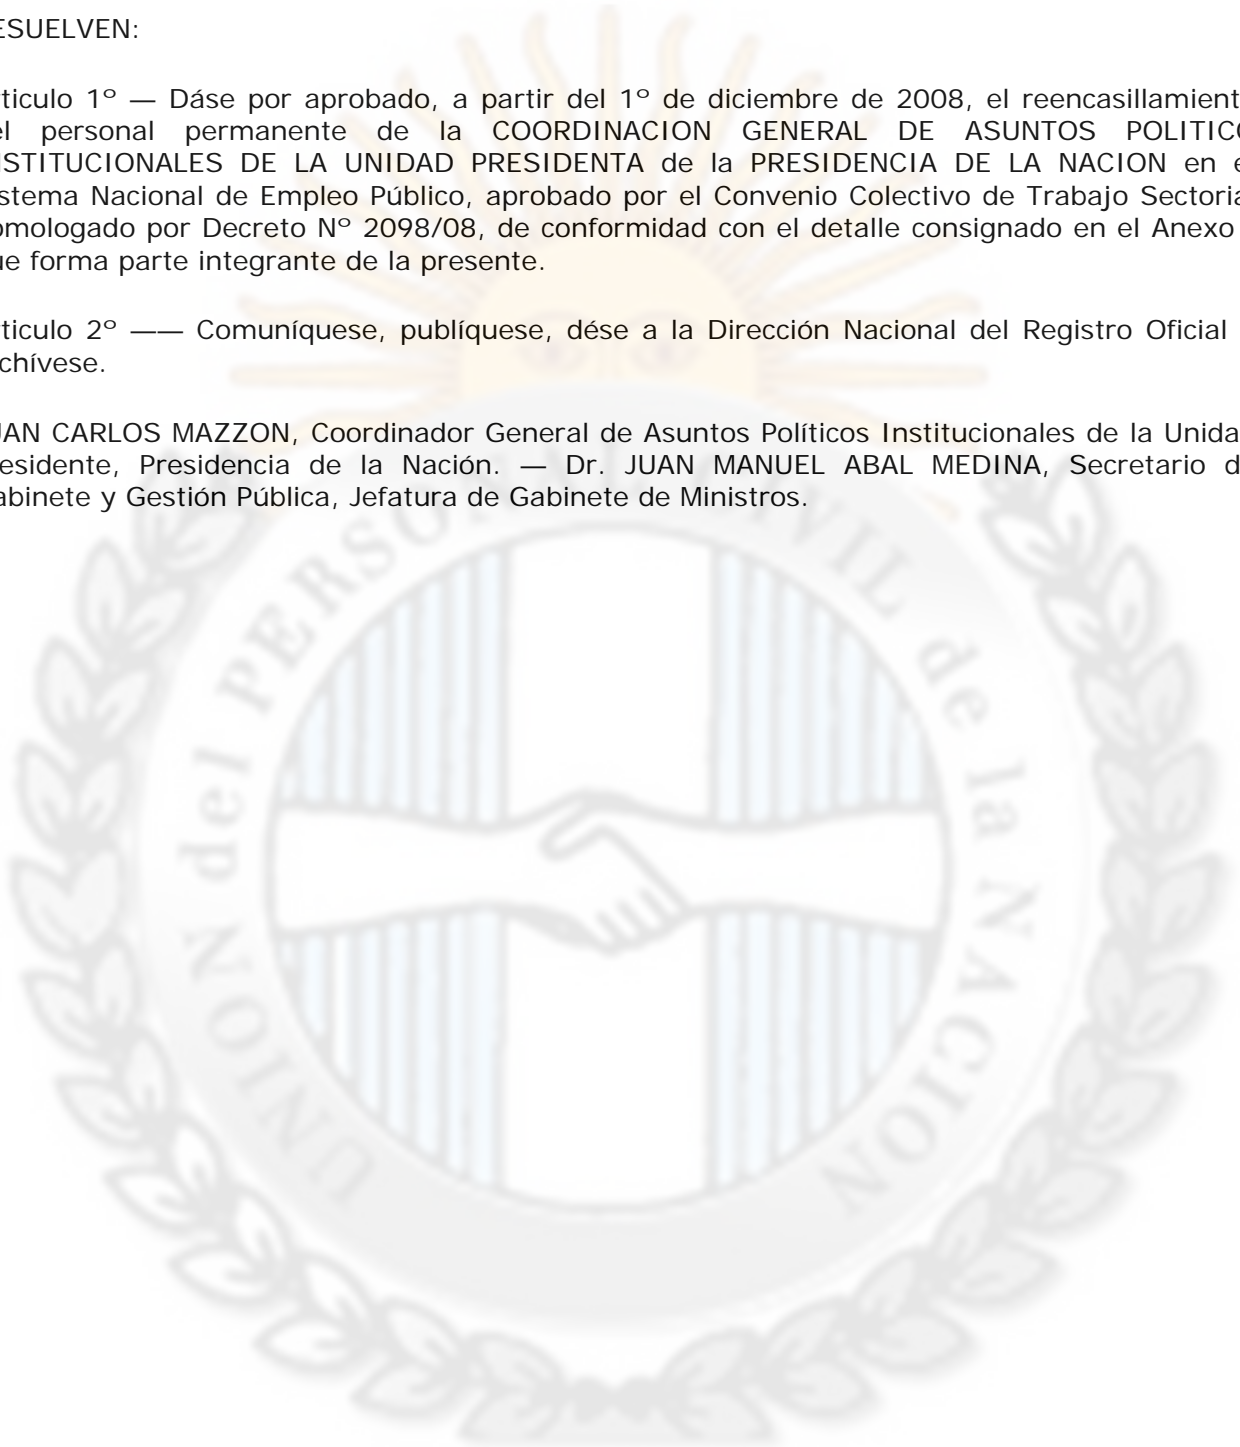 ESUELVEN:
ticulo 1º — Dáse por aprobado, a partir del 1º de diciembre de 2008, el reencasillamient
el personal permanente de la COORDINACION GENERAL DE ASUNTOS POLITICO
NSTITUCIONALES DE LA UNIDAD PRESIDENTA de la PRESIDENCIA DE LA NACION en e
stema Nacional de Empleo Público, aprobado por el Convenio Colectivo de Trabajo Sectoria
omologado por Decreto Nº 2098/08, de conformidad con el detalle consignado en el Anexo
ue forma parte integrante de la presente.
ticulo 2º —— Comuníquese, publíquese, dése a la Dirección Nacional del Registro Oficial
chívese.
UAN CARLOS MAZZON, Coordinador General de Asuntos Políticos Institucionales de la Unida
esidente, Presidencia de la Nación. — Dr. JUAN MANUEL ABAL MEDINA, Secretario d
abinete y Gestión Pública, Jefatura de Gabinete de Ministros.
UNION del PERSONAL CIVIL de la NACION